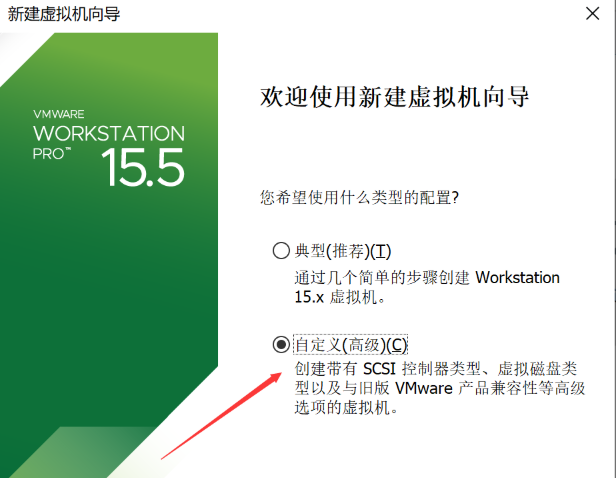 新建虚拟机向导
VMWARE
WORKSTATION
PRO™ 15.5
欢迎使用新建虚拟机向导
您希望使用什么类型的配置?
典型(推荐)(T)
通过几个简单的步骤创建 Workstation
15.x 虚拟机。
自定义(高级)(C)
创建带有 SCSI 控制器类型、虚拟磁盘类
型以及与旧版 VMware 产品兼容性等高级
选项的虚拟机。